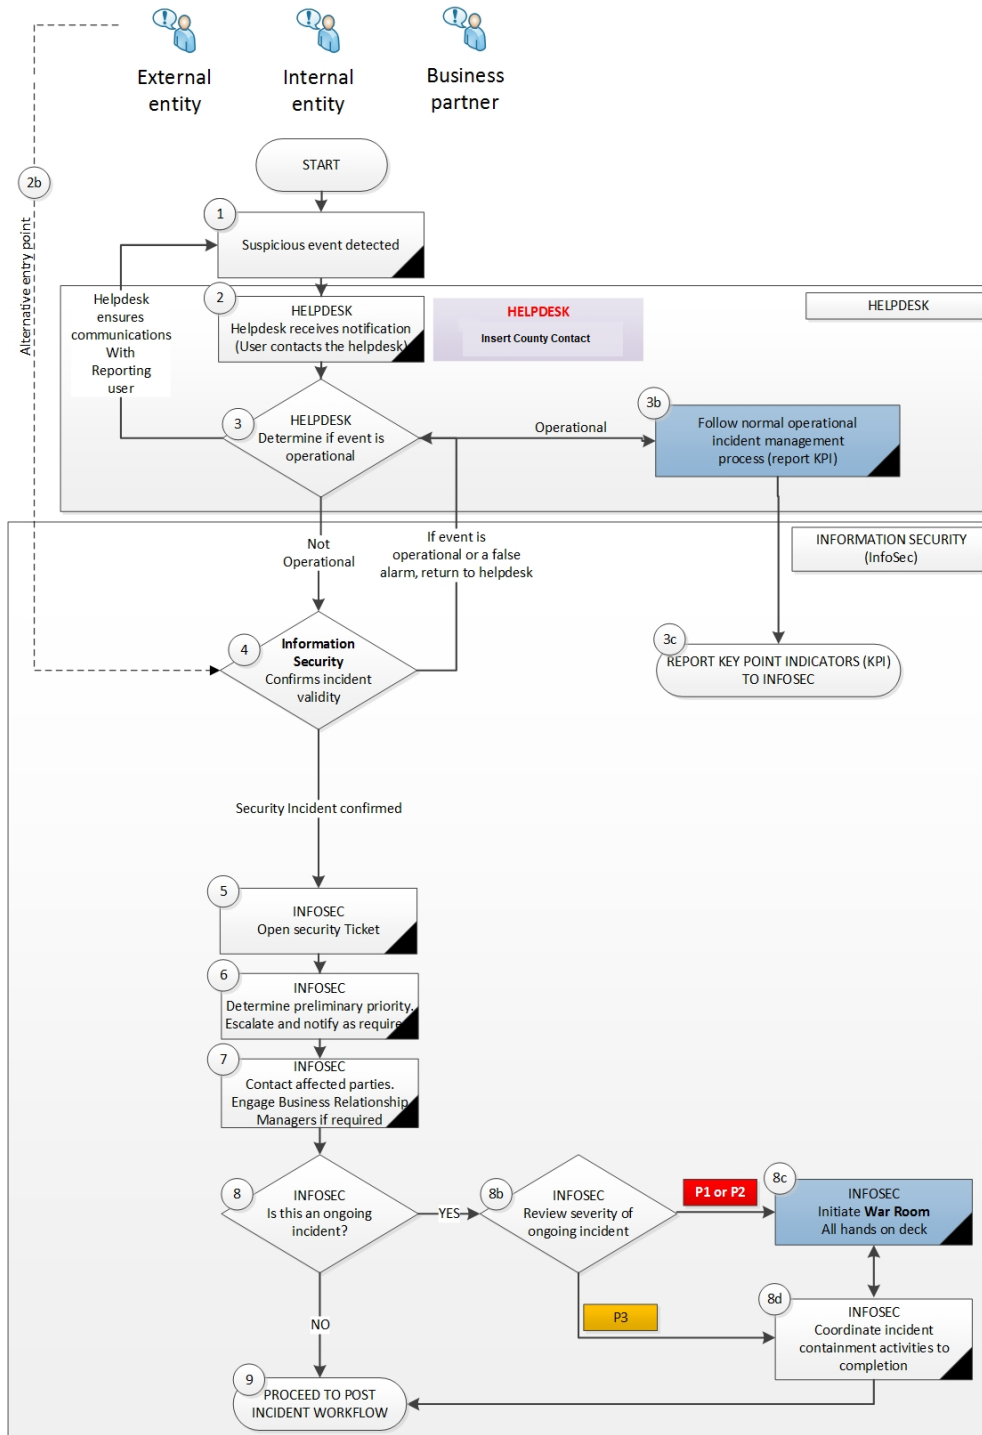 External
entity
Internal
entity
Business
partner
START
2b
Alternative entry point
1
Suspicious event detected
Helpdesk
ensures
communications
With
Reporting
user
2
HELPDESK
Helpdesk receives notification
(User contacts the helpdesk)
HELPDESK
Insert County Contact
HELPDESK
3
HELPDESK
Determine if event is
operational
Operational
3b
Follow normal operational
incident management
process (report KPI)
Not
Operational
If event is
operational or a false
alarm, return to helpdesk
INFORMATION SECURITY
(InfoSec)
4
Information
Security
Confirms incident
validity
3c
REPORT KEY POINT INDICATORS (KPI)
TO INFOSEC
Security Incident confirmed
5
INFOSEC
Open security Ticket
6
INFOSEC
Determine preliminary priority.
Escalate and notify as require
7
INFOSEC
Contact affected parties.
Engage Business Relationship
Managers if required
8
INFOSEC
Is this an ongoing
incident?
YES
8b
INFOSEC
Review severity of
ongoing incident
P1 or P2
8c
INFOSEC
Initiate War Room
All hands on deck
P3
8d
INFOSEC
Coordinate incident
containment activities to
completion
NO
9
PROCEED TO POST
INCIDENT WORKFLOW